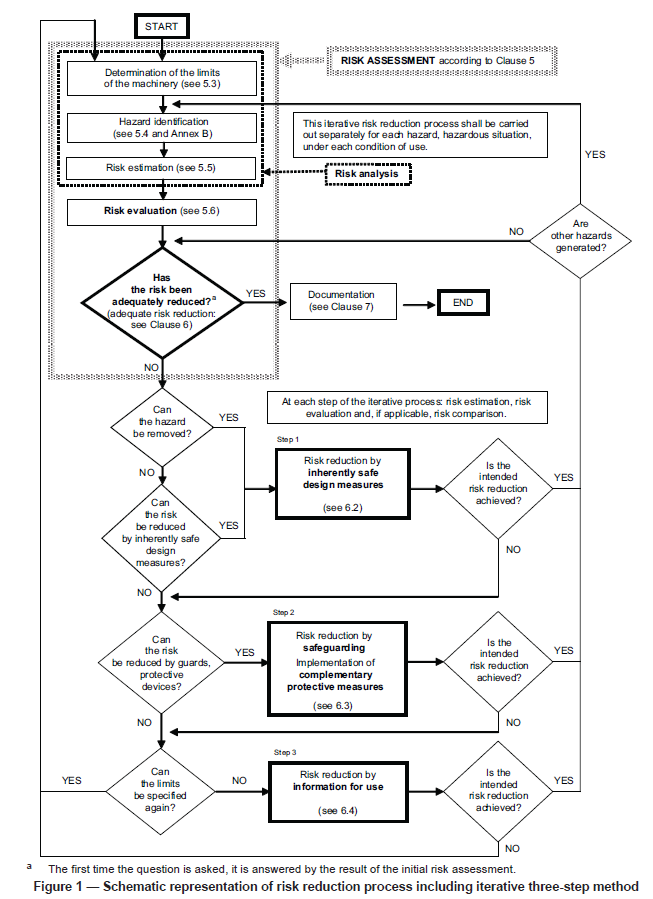 START
RISK ASSESSMENT according to Clause 5
Determination of the limits
of the machinery (see 5.3)
Hazard identification
(see 5.4 and Annex B)
This iterative risk reduction process shall be carried
out separately for each hazard, hazardous situation,
under each condition of use.
YES
Risk estimation (see 5.5)
Risk analysis
Risk evaluation (see 5.6)
NO
Are
other hazards
generated?
Has
the risk been
adequately reduced?a
(adequate risk reduction:
see Clause 6)
YES
Documentation
(see Clause 7)
END
NO
At each step of the iterative process: risk estimation, risk
evaluation and, if applicable, risk comparison.
Can
the hazard
be removed?
YES
Step 1
Risk reduction by
inherently safe
design measures
(see 6.2)
Is the
intended
risk reduction
achieved?
YES
NO
Can
the risk
be reduced
by inherently safe
design
measures?
YES
NO
NO
Step 2
Can
the risk
be reduced by guards,
protective
devices?
YES
Risk reduction by
safeguarding
Implementation of
complementary
protective measures
(see 6.3)
Is the
intended
risk reduction
achieved?
YES
NO
NO
Step 3
YES
Can
the limits
be specified
again?
NO
Risk reduction by
information for use
(see 6.4)
Is the
intended
risk reduction
achieved?
YES
NO
a The first time the question is asked, it is answered by the result of the initial risk assessment.
Figure 1 — Schematic representation of risk reduction process including iterative three-step method